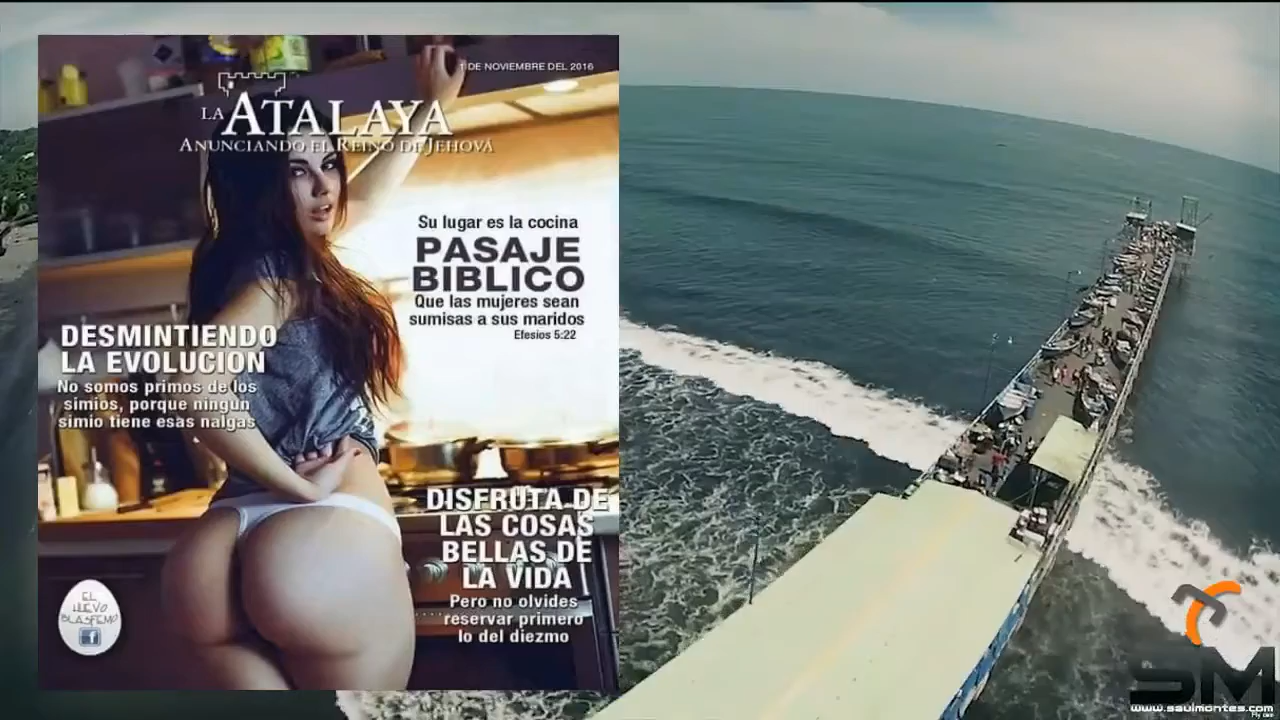 1 DE NOVIEMBRE DEL 2016
LA ATALAYA
ANUNCIANDO EL REINO DE JEHOVÁ
Su lugar es la cocina
PASAJE
BIBLICO
Que las mujeres sean
sumisas a sus maridos
Efesios 5:22
DESMINTIENDO
LA EVOLUCION
No somos primos de los
simios, porque ningun
simio tiene esas nalgas
DISFRUTA DE
LAS COSAS
BELLAS DE
LA VIDA
Pero no olvides
reservar primero
lo del diezmo
EL
HUEVO
BLASFEMO
f
SM
www.saulmontes.com